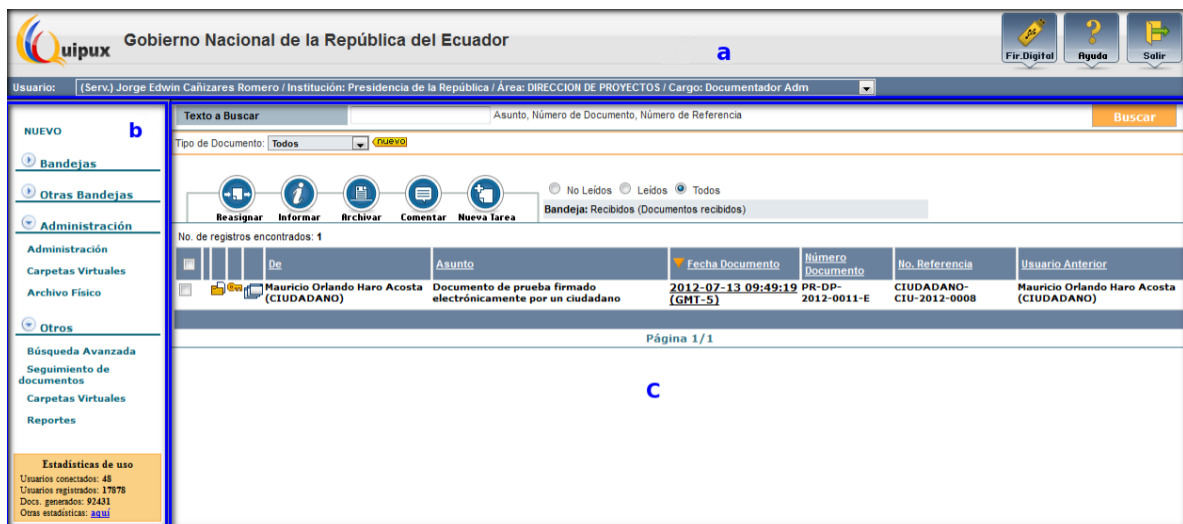 Quipux Gobierno Nacional de la República del Ecuador
a
Fir.Digital Ayuda Salir
Usuario: (Serv.) Jorge Edwin Cañizares Romero / Institución: Presidencia de la República / Área: DIRECCION DE PROYECTOS / Cargo: Documentador Adm
b
NUEVO
Bandejas
Otras Bandejas
Administración
Administración
Carpetas Virtuales
Archivo Físico
Otros
Búsqueda Avanzada
Seguimiento de
documentos
Carpetas Virtuales
Reportes
Estadísticas de uso
Usuarios conectados: 48
Usuarios registrados: 17878
Docs. generados: 92431
Otras estadísticas: aquí
Texto a Buscar Asunto, Número de Documento, Número de Referencia Buscar
Tipo de Documento: Todos nuevo
Reasignar Informar Archivar Comentar Nueva Tarea
No Leídos Leídos Todos
Bandeja: Recibidos (Documentos recibidos)
No. de registros encontrados: 1
De Asunto Fecha Documento Número Documento No. Referencia Usuario Anterior
Mauricio Orlando Haro Acosta Documento de prueba firmado 2012-07-13 09:49:19 PR-DP- CIUDADANO- Mauricio Orlando Haro Acosta
(CIUDADANO) electrónicamente por un ciudadano (GMT-5) 2012-0011-E CIU-2012-0008 (CIUDADANO)
Página 1/1
c